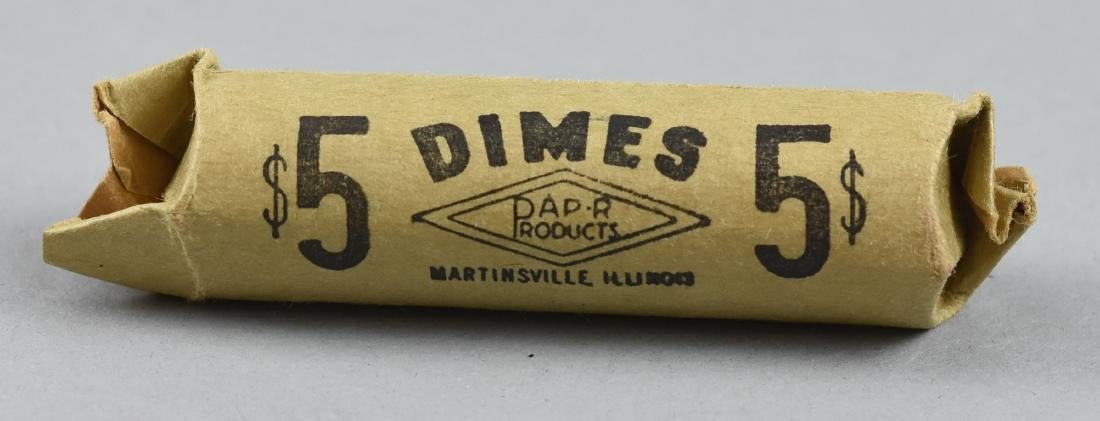 $5 DIMES 5$
PAP-R
PRODUCTS
MARTINSVILLE, ILLINOIS